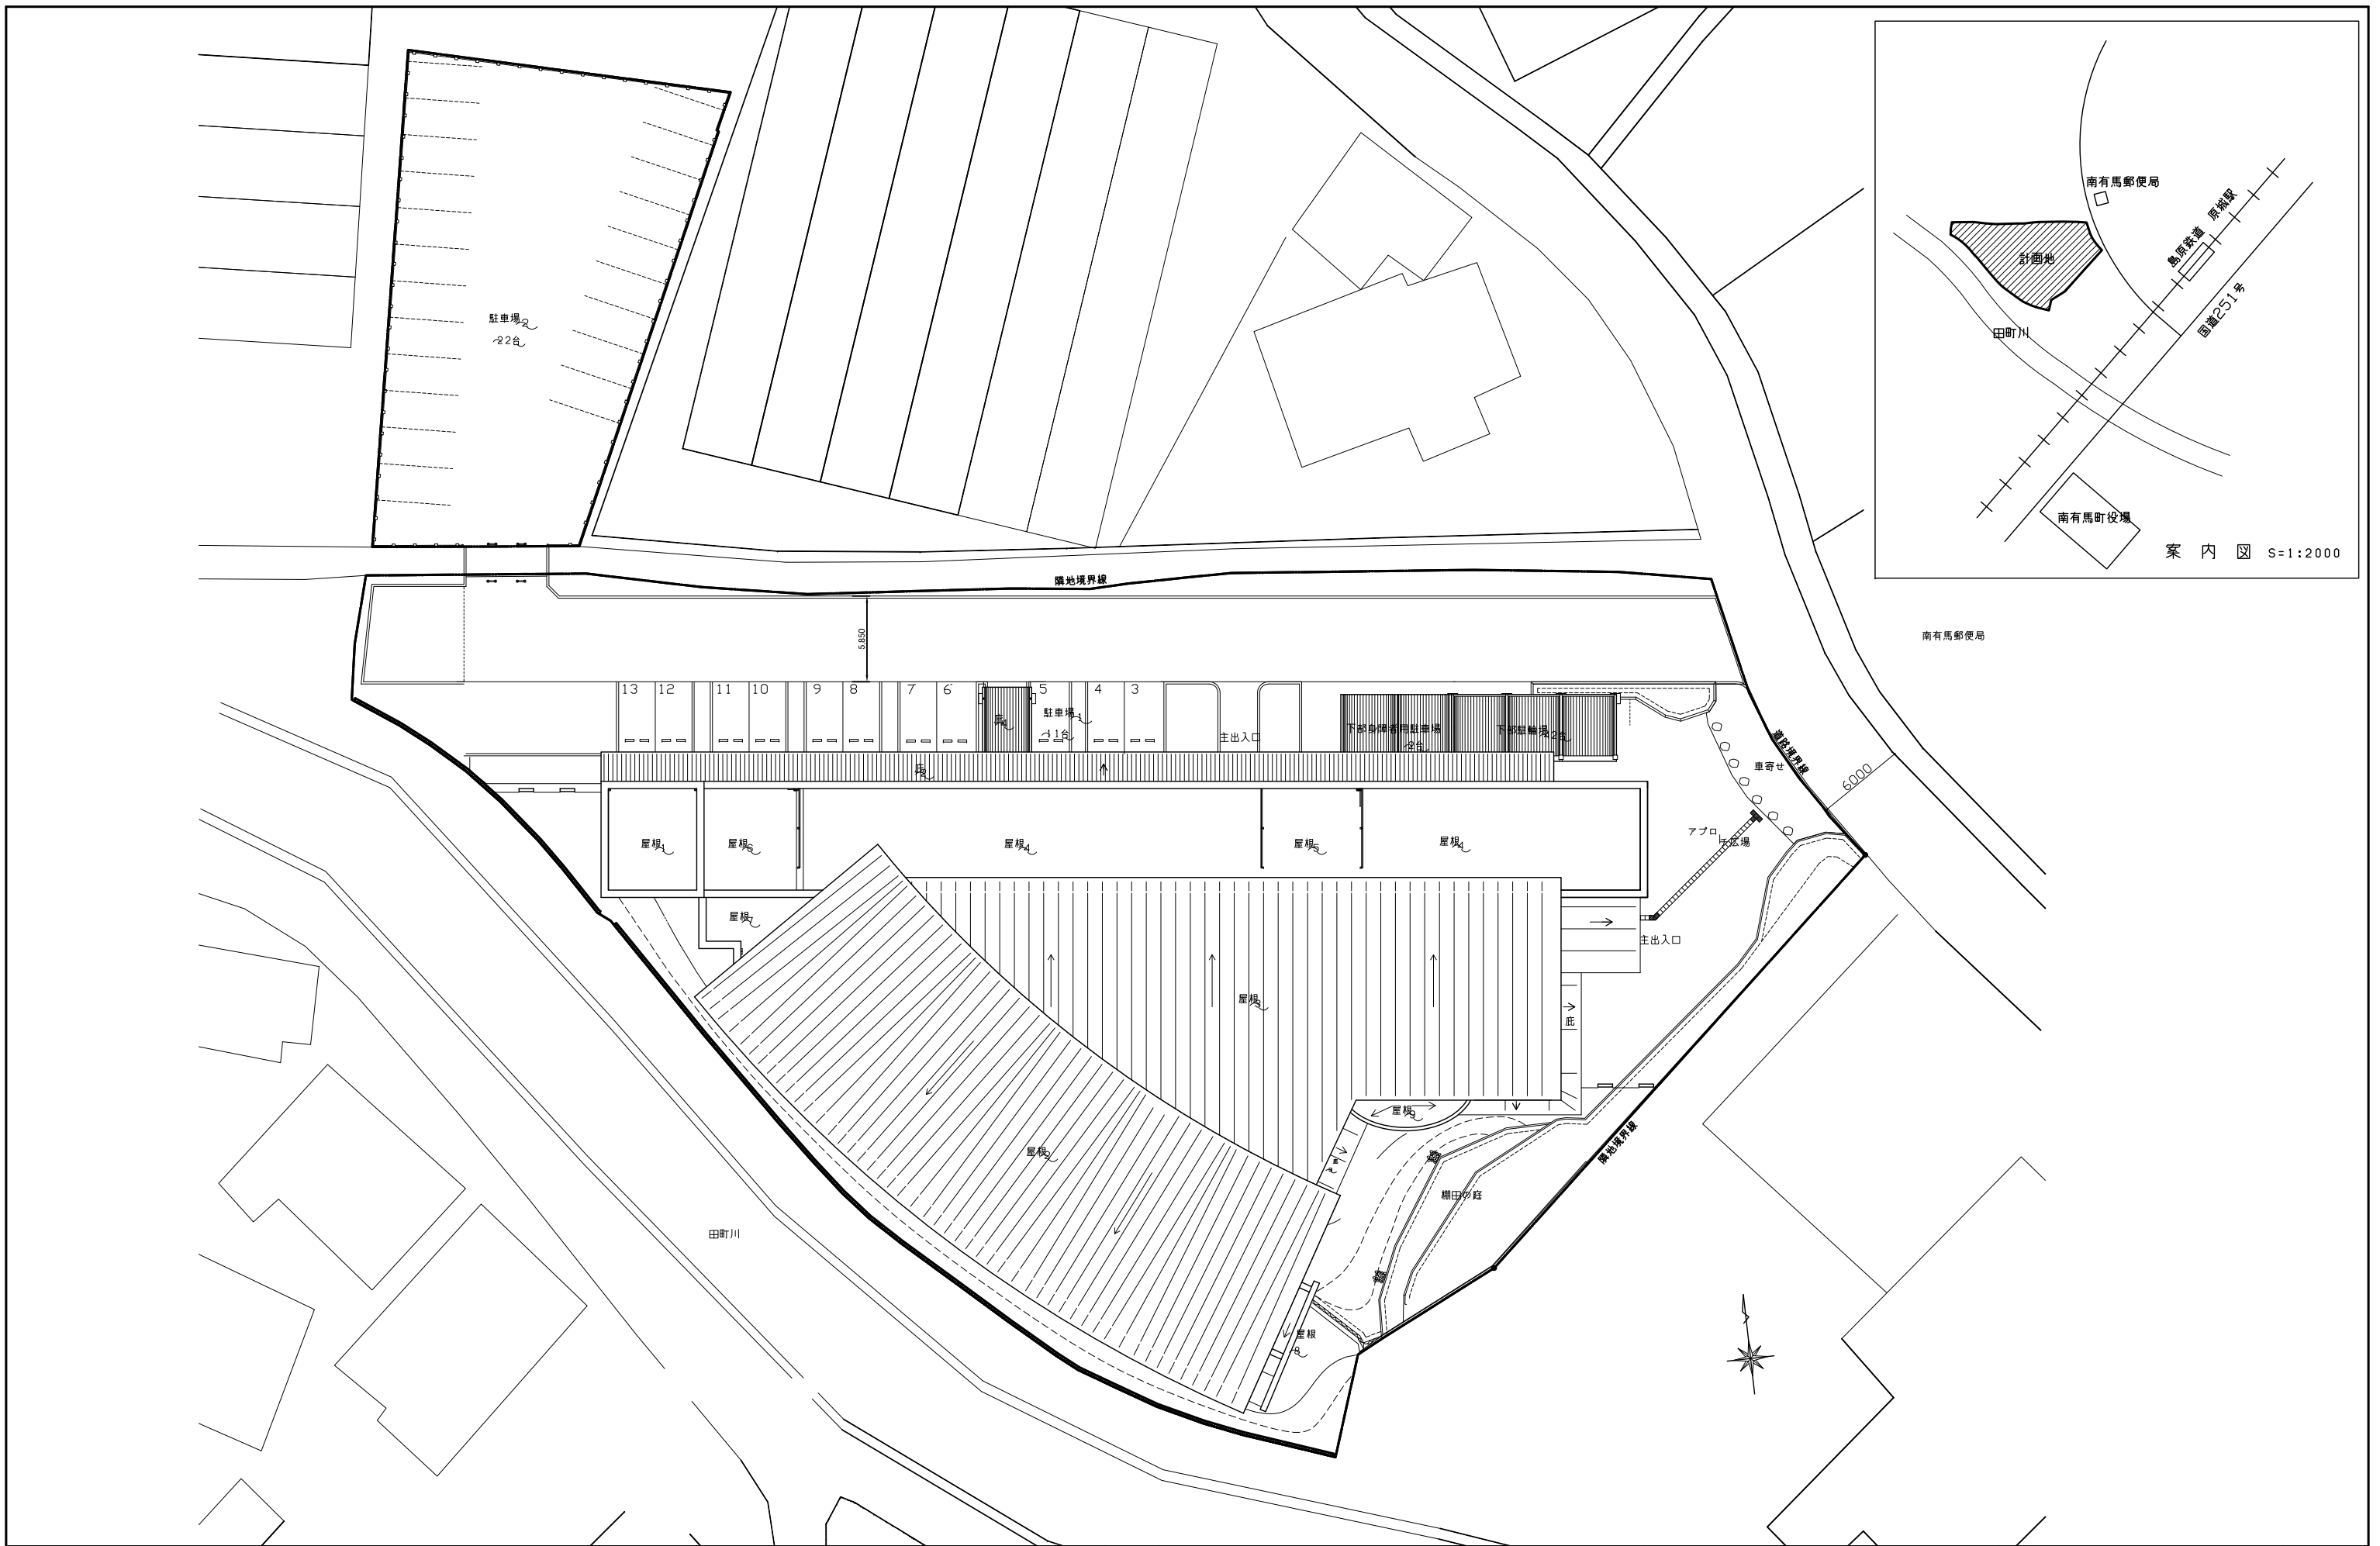 南有馬郵便局
島原鉄道 原城駅
計画地
国道251号
田町川
南有馬町役場
案 内 図 S=1:2000
駐車場2
22台
隣地境界線
5,850
南有馬郵便局
13 12 11 10 9 8 7 6 5 4 3
駐車場1
11台
主出入口
下部身障者用駐車場
2台
下部駐輪場
車寄せ
道路境界線
6000
アプローチ広場
屋根1
屋根6
屋根4
屋根5
屋根4
屋根7
主出入口
屋根3
庇
屋根9
屋根2
隣地境界線
棚田の庭
田町川
屋根
8